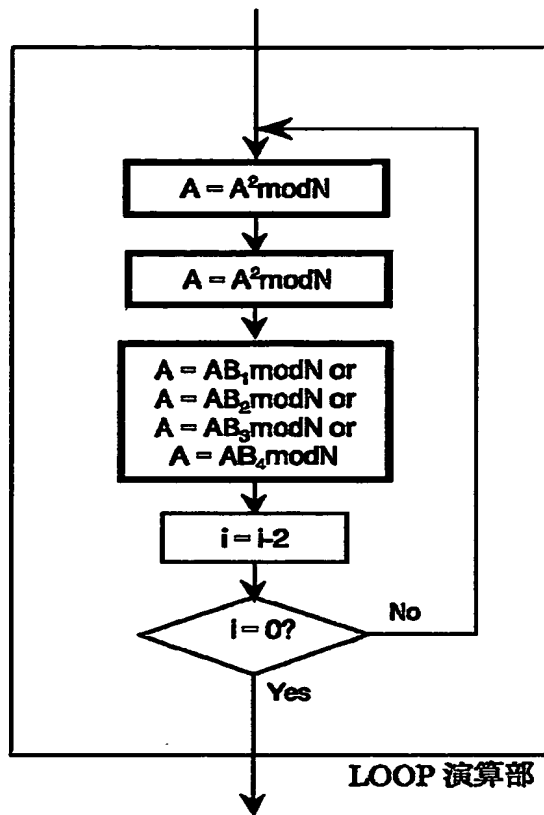 A = A²modN
A = A²modN
A = AB₁modN or
A = AB₂modN or
A = AB₃modN or
A = AB₄modN
i = i-2
i = 0?
No
Yes
LOOP 演算部